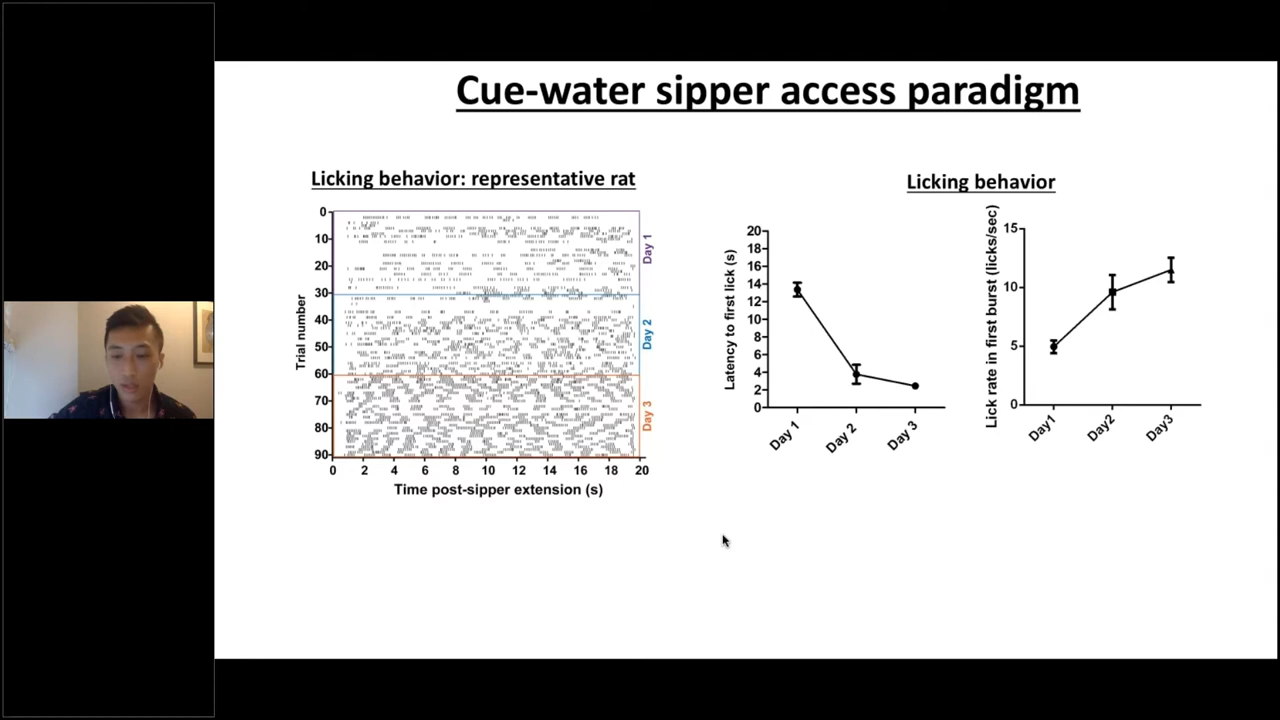 Cue-water sipper access paradigm
Licking behavior: representative rat
Trial number
0
10
20
30
40
50
60
70
80
90
Day 1
Day 2
Day 3
0 2 4 6 8 10 12 14 16 18 20
Time post-sipper extension (s)
Licking behavior
Latency to first lick (s)
20
18
16
14
12
10
8
6
4
2
0
Day 1 Day 2 Day 3
Lick rate in first burst (licks/sec)
15
10
5
0
Day1 Day2 Day3